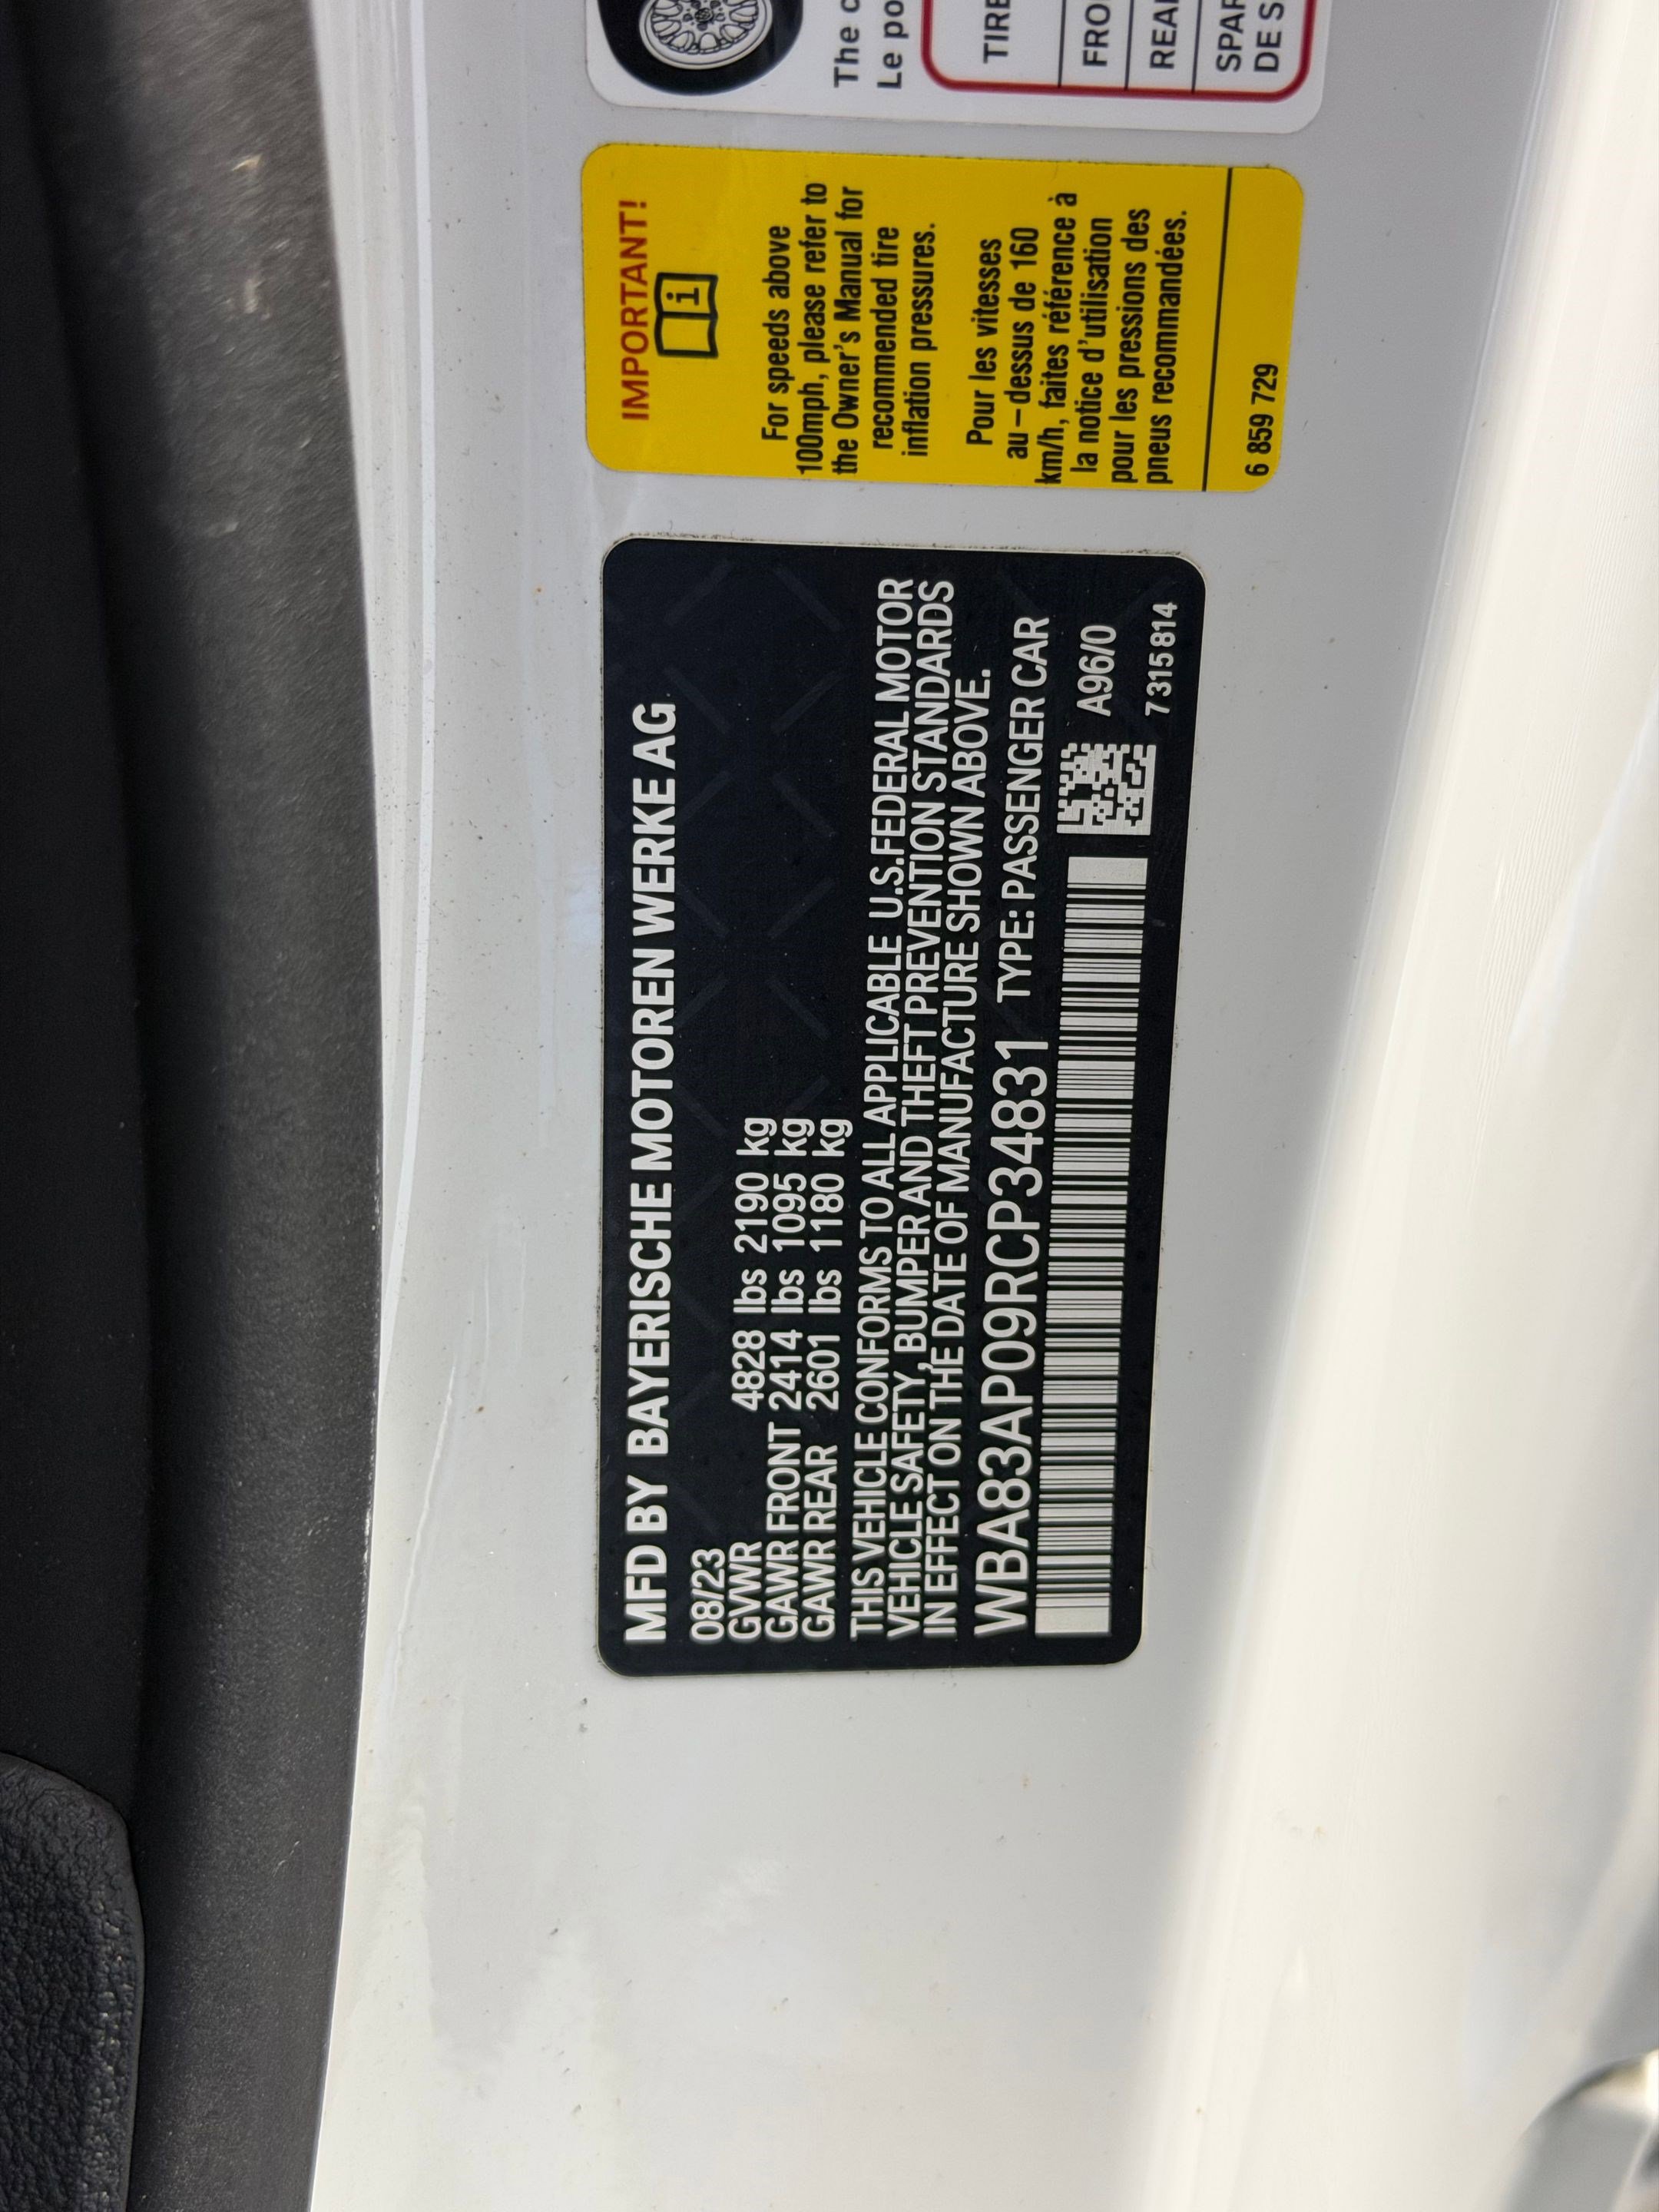 MFD BY BAYERISCHE MOTOREN WERKE AG
08/23
GVWR 4828 lbs 2190 kg
GAWR FRONT 2414 lbs 1095 kg
GAWR REAR 2601 lbs 1180 kg
THIS VEHICLE CONFORMS TO ALL APPLICABLE U.S.FEDERAL MOTOR
VEHICLE SAFETY, BUMPER AND THEFT PREVENTION STANDARDS
IN EFFECT ON THE DATE OF MANUFACTURE SHOWN ABOVE.
WBA83AP09RCP34831 TYPE: PASSENGER CAR
A96/0
7 315 814
IMPORTANT!
i
For speeds above
100mph, please refer to
the Owner's Manual for
recommended tire
inflation pressures.
Pour les vitesses
au-dessus de 160
km/h, faites référence à
la notice d'utilisation
pour les pressions des
pneus recommandées.
6 859 729
The
Le
TIRE
DE